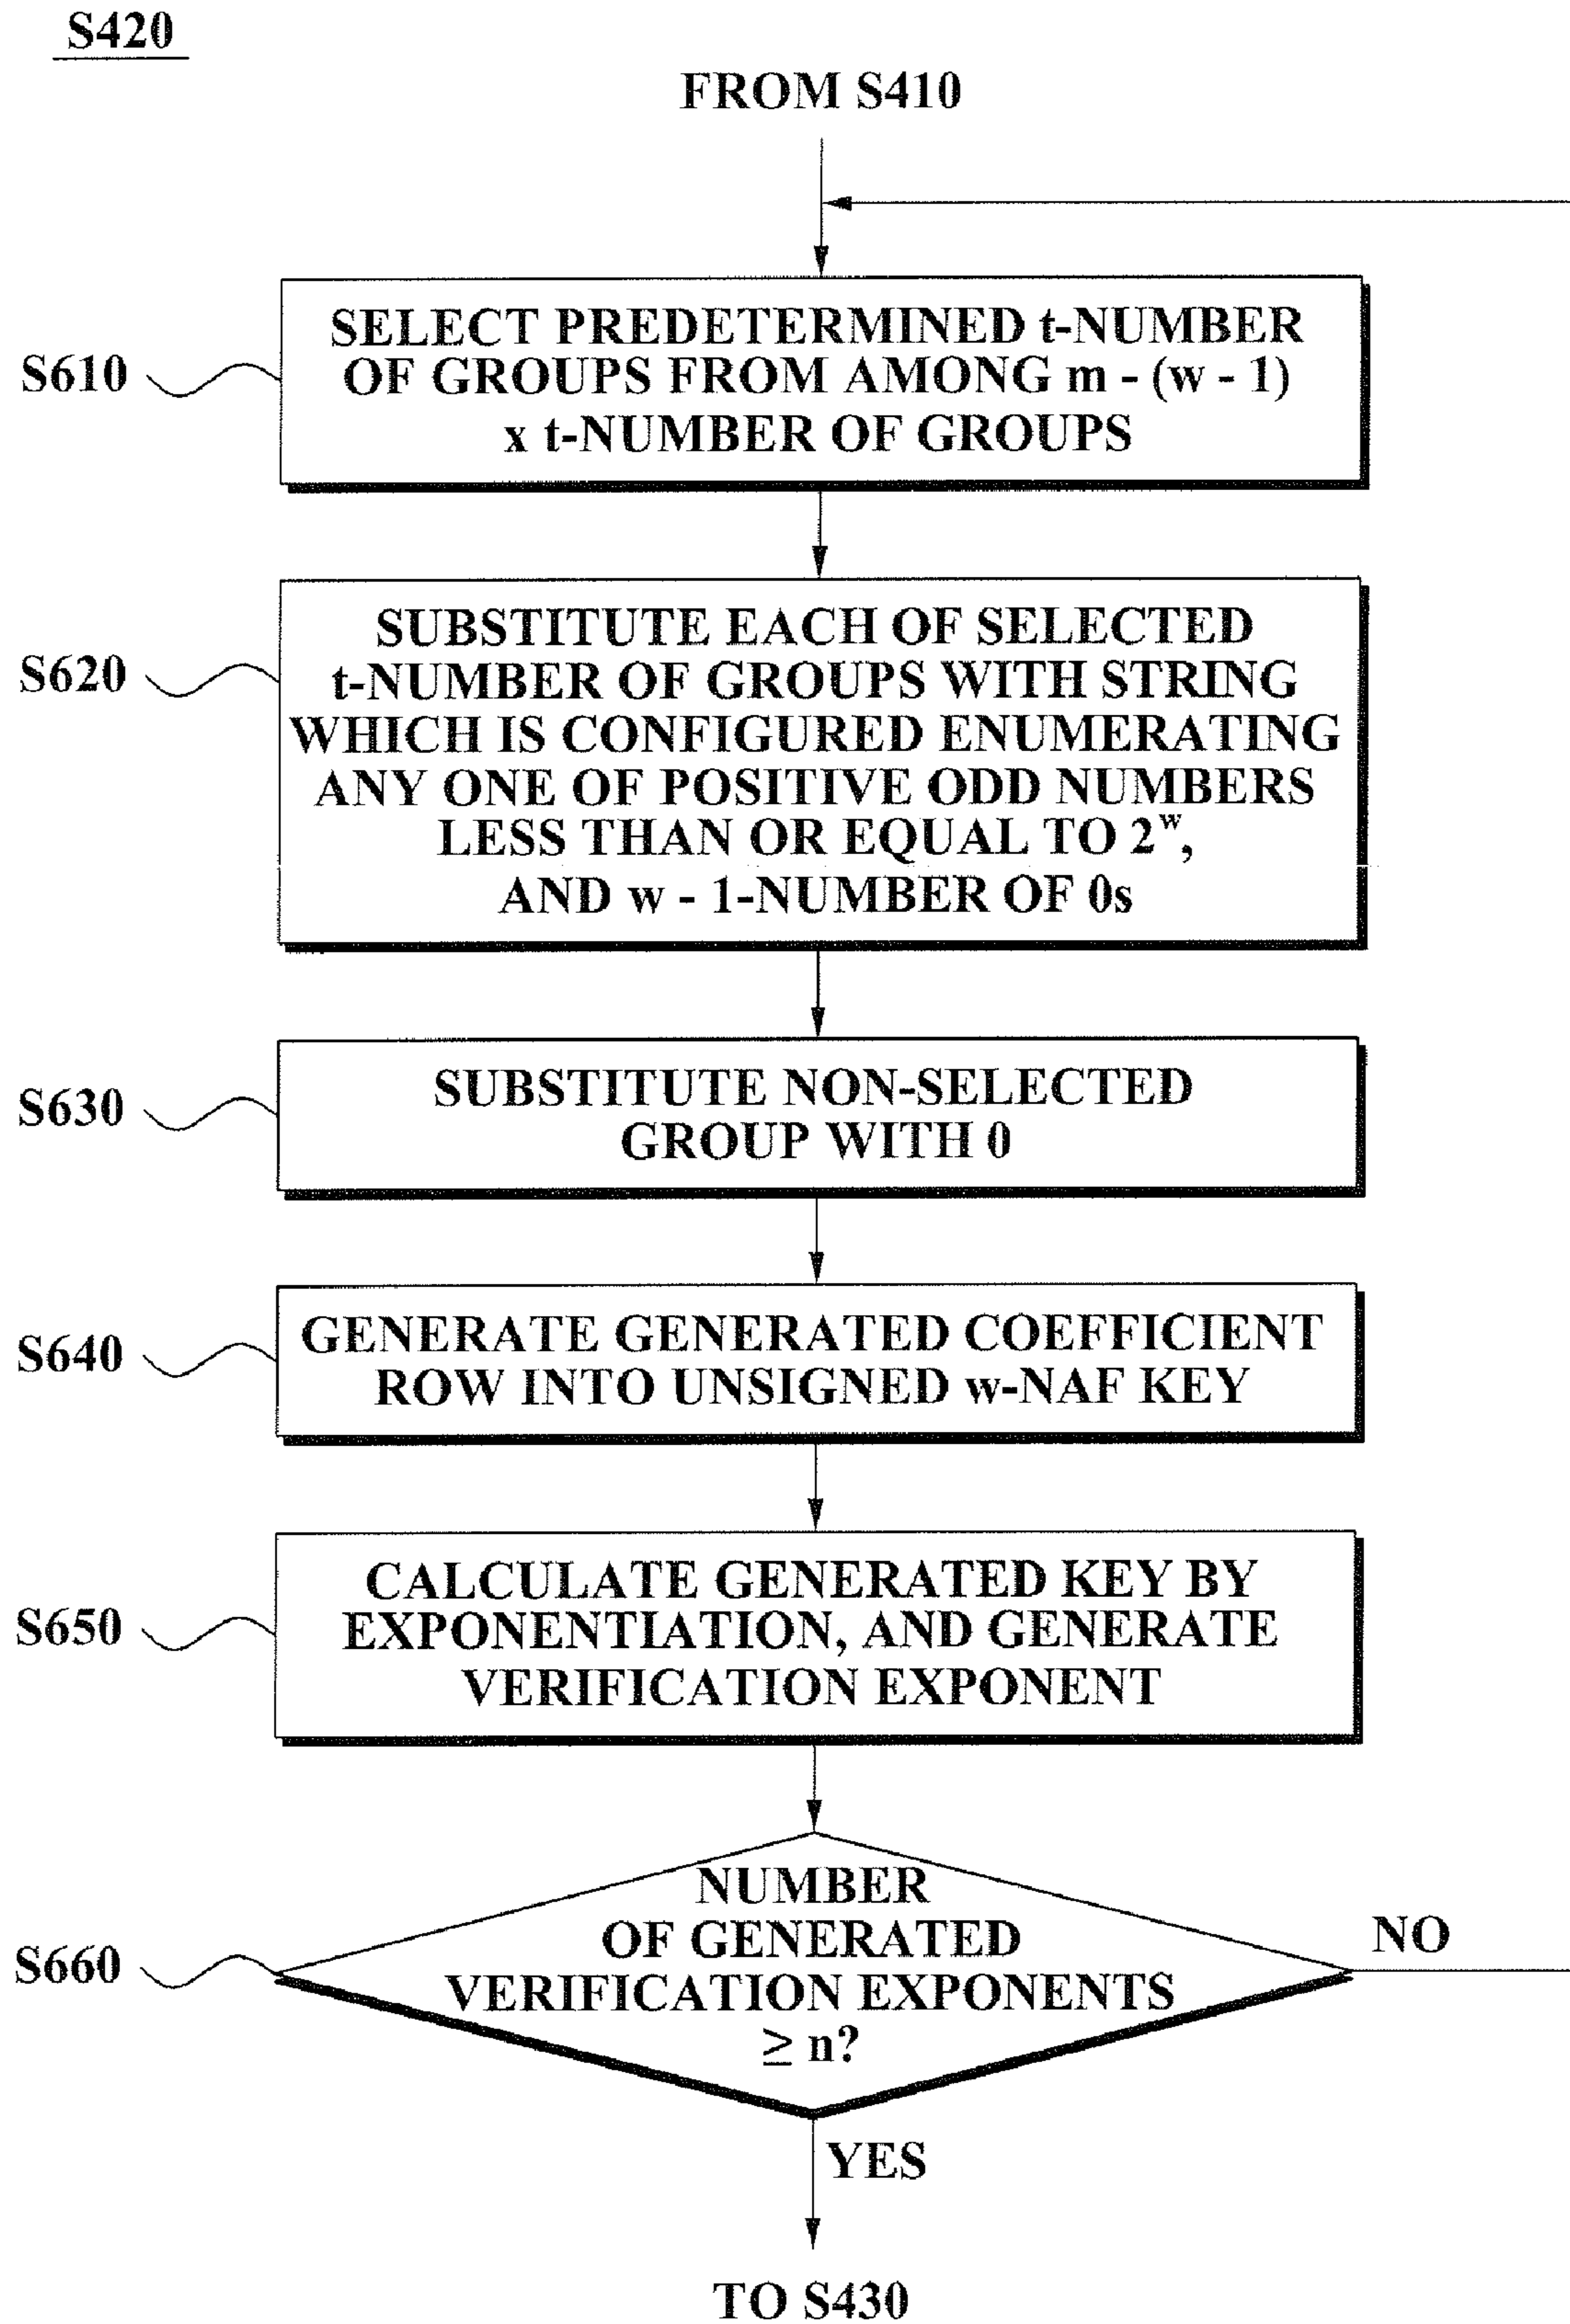 S420
FROM S410
S610
SELECT PREDETERMINED t-NUMBER
OF GROUPS FROM AMONG m - (w - 1)
x t-NUMBER OF GROUPS
S620
SUBSTITUTE EACH OF SELECTED
t-NUMBER OF GROUPS WITH STRING
WHICH IS CONFIGURED ENUMERATING
ANY ONE OF POSITIVE ODD NUMBERS
LESS THAN OR EQUAL TO 2^w,
AND w - 1-NUMBER OF 0s
S630
SUBSTITUTE NON-SELECTED
GROUP WITH 0
S640
GENERATE GENERATED COEFFICIENT
ROW INTO UNSIGNED w-NAF KEY
S650
CALCULATE GENERATED KEY BY
EXPONENTIATION, AND GENERATE
VERIFICATION EXPONENT
S660
NUMBER
OF GENERATED
VERIFICATION EXPONENTS
≥ n?
NO
YES
TO S430